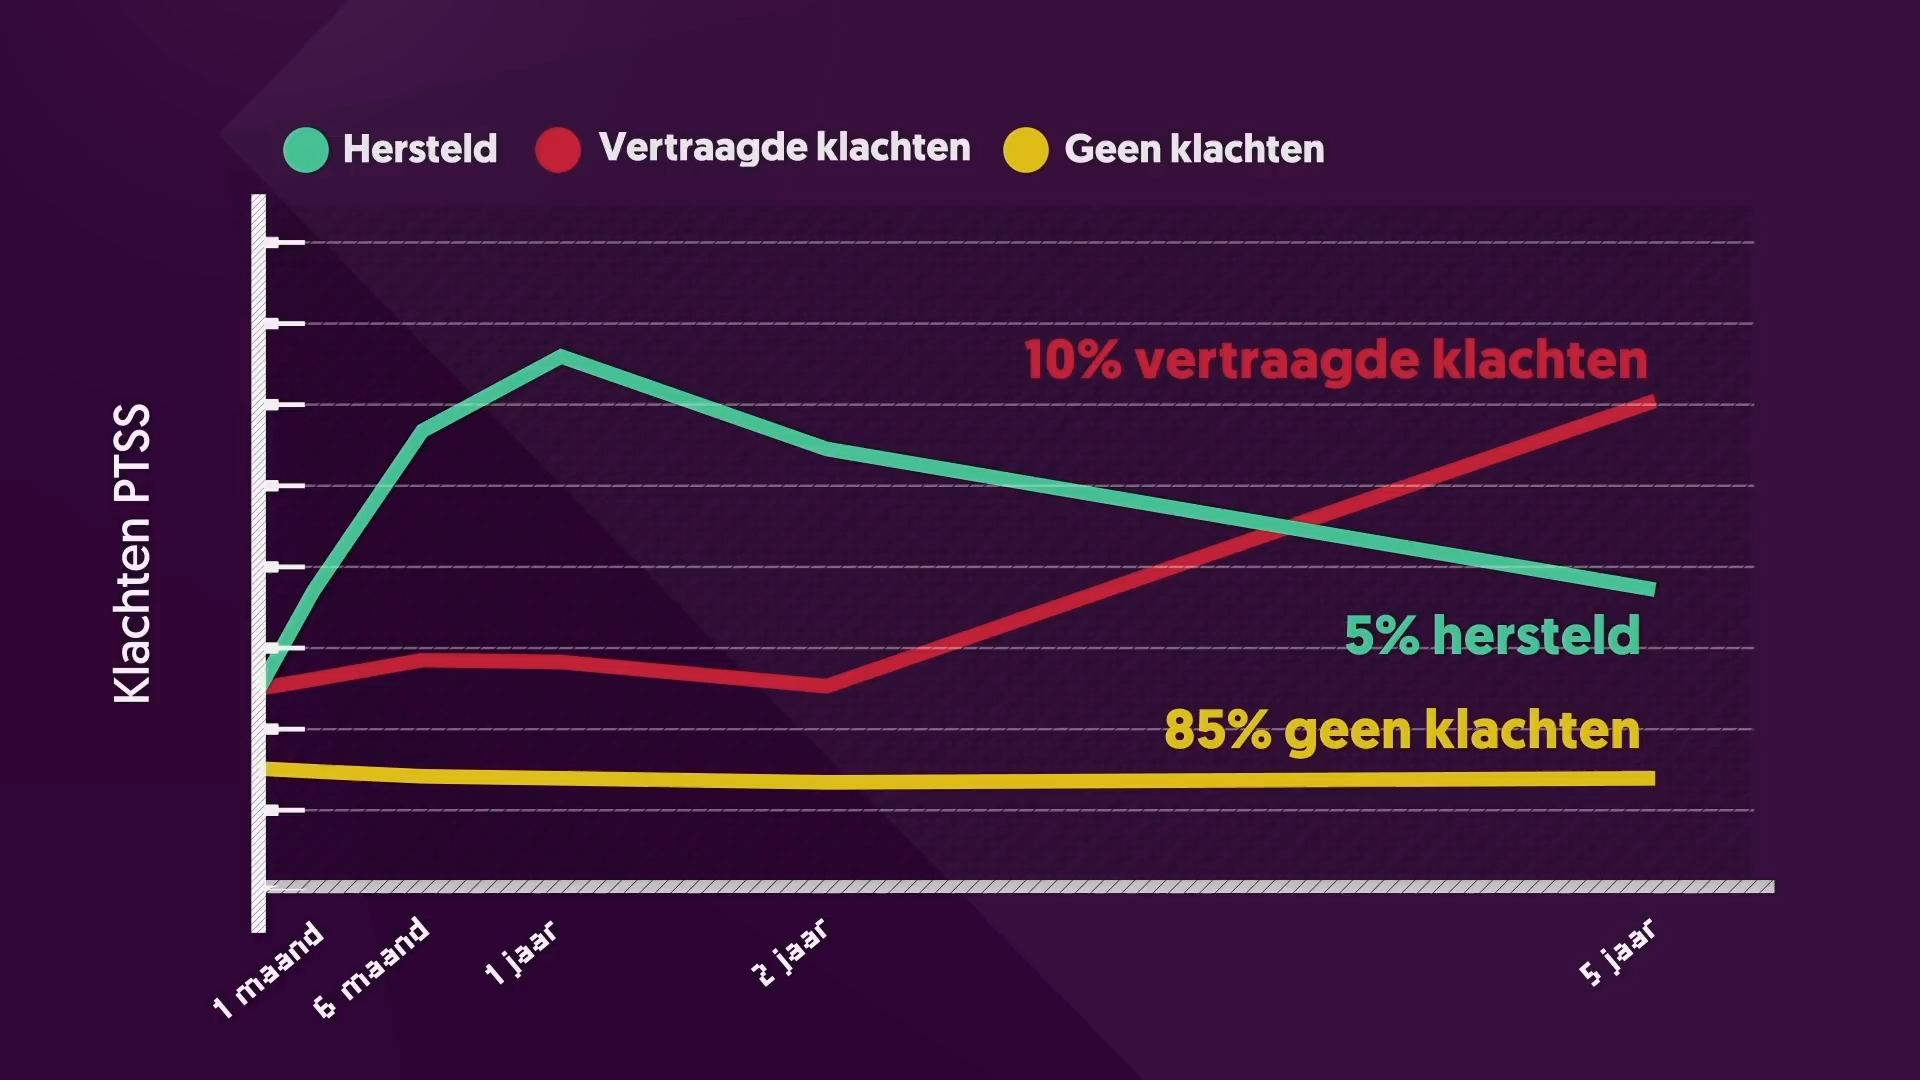 Hersteld
Vertraagde klachten
Geen klachten
Klachten PTSS
10% vertraagde klachten
5% hersteld
85% geen klachten
1 maand
6 maand
1 jaar
2 jaar
5 jaar